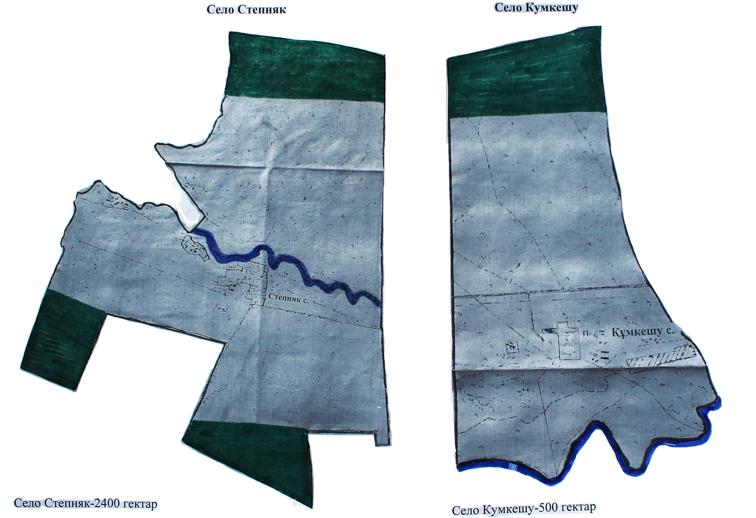 Село Степняк
Село Кумкешу
Степняк с.
п.
Кумкешу с.
Село Степняк-2400 гектар
Село Кумкешу-500 гектар